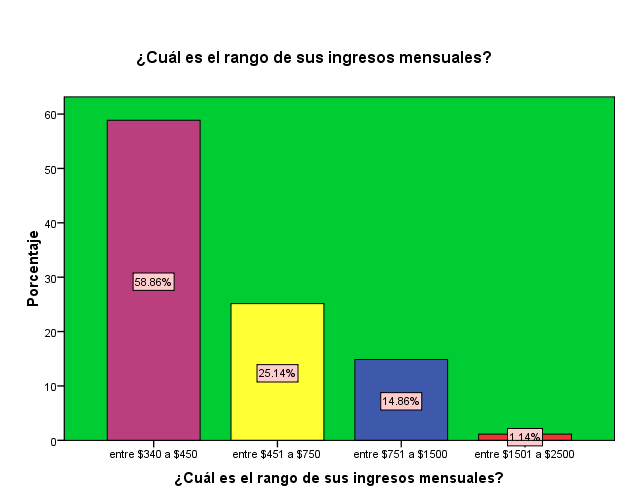 ¿Cuál es el rango de sus ingresos mensuales?
Porcentaje
60
50
40
30
20
10
0
58.86%
25.14%
14.86%
1.14%
entre $340 a $450
entre $451 a $750
entre $751 a $1500
entre $1501 a $2500
¿Cuál es el rango de sus ingresos mensuales?